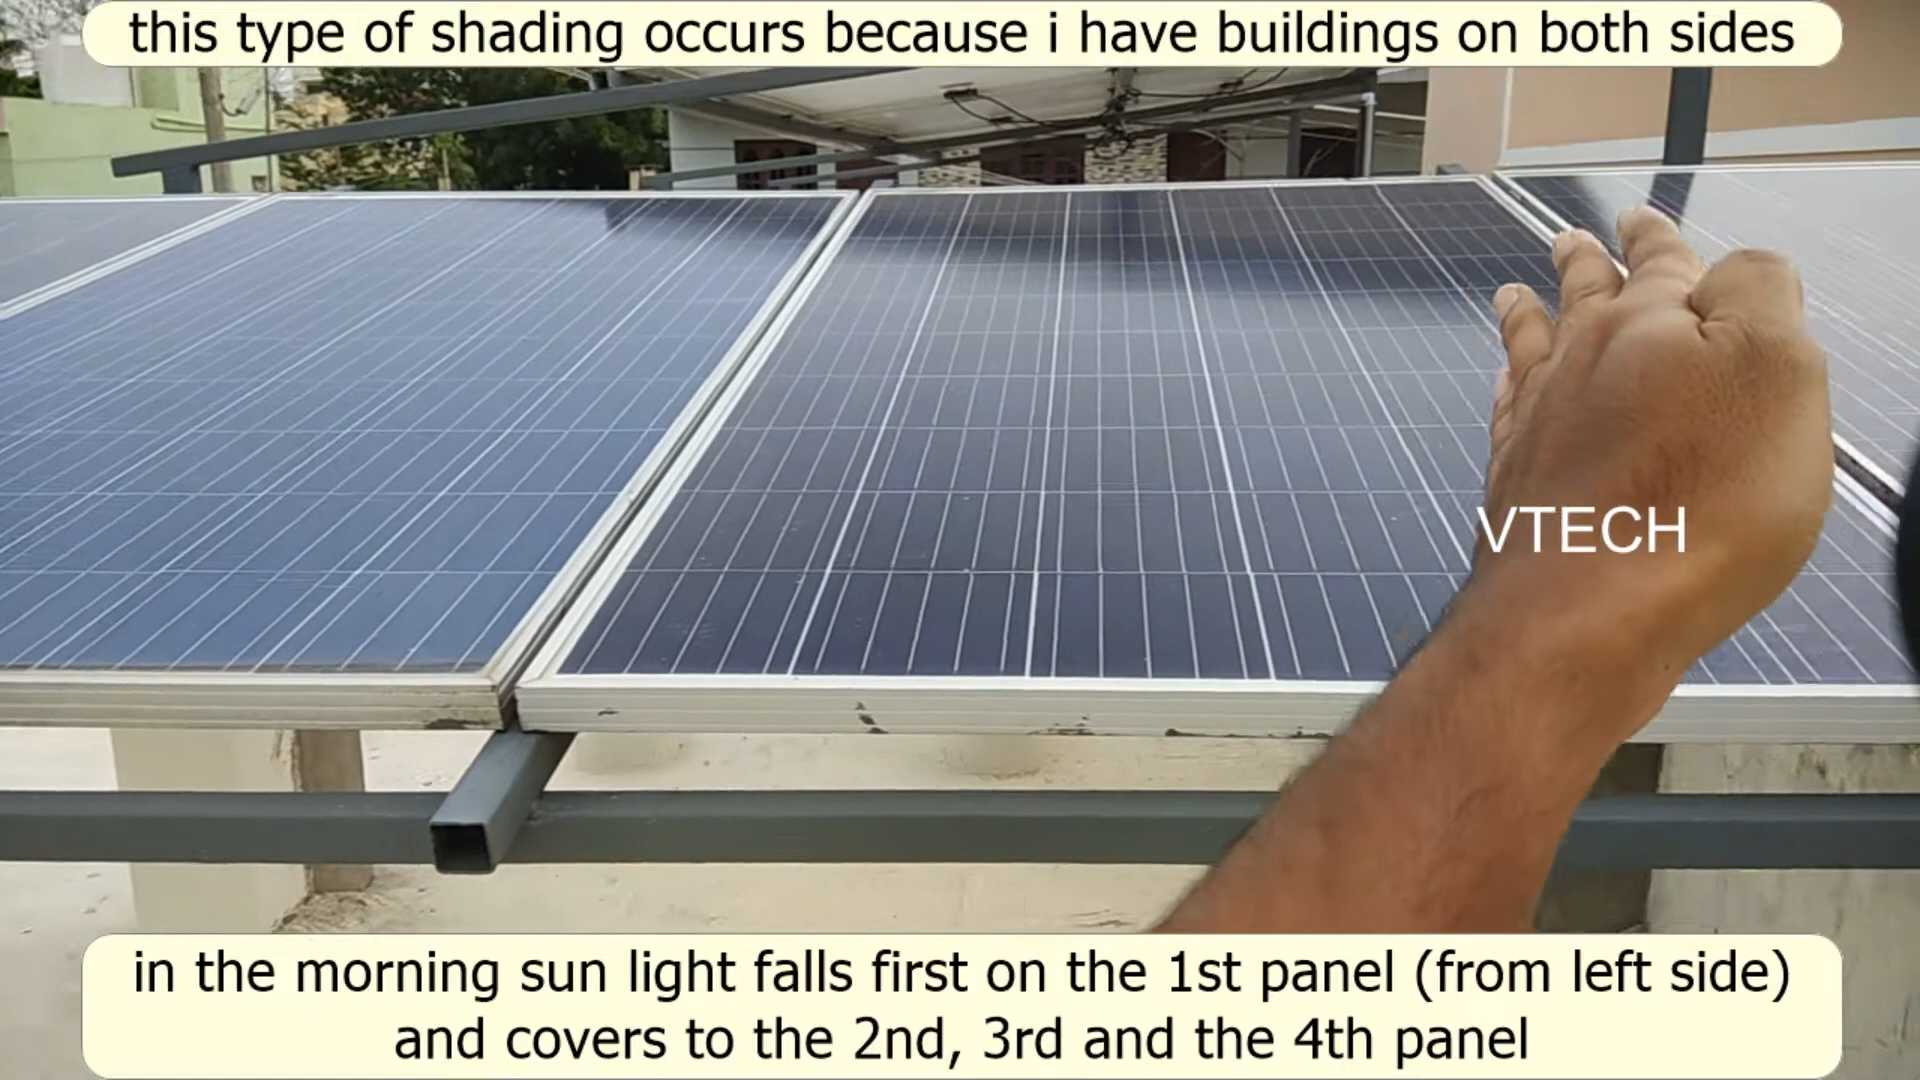 this type of shading occurs because i have buildings on both sides
VTECH
in the morning sun light falls first on the 1st panel (from left side)
and covers to the 2nd, 3rd and the 4th panel